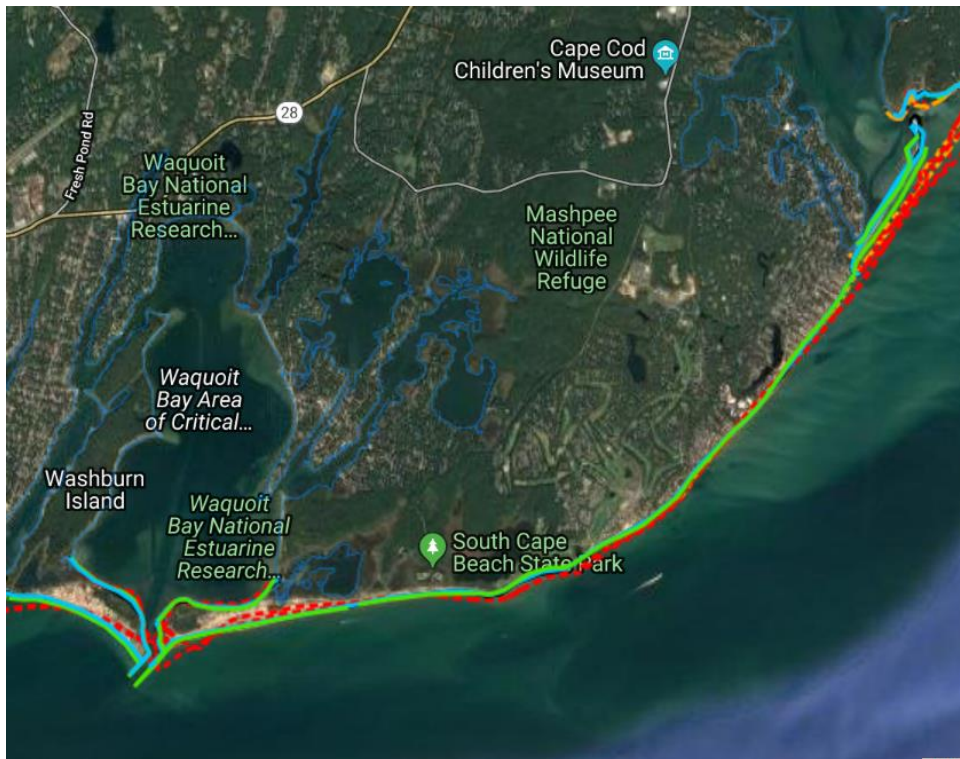 Cape Cod
Children's Museum
28
Fresh Pond Rd
Waquoit
Bay National
Estuarine
Research...
Mashpee
National
Wildlife
Refuge
Waquoit
Bay Area
of Critical...
Washburn
Island
Waquoit
Bay National
Estuarine
Research...
South Cape
Beach State Park